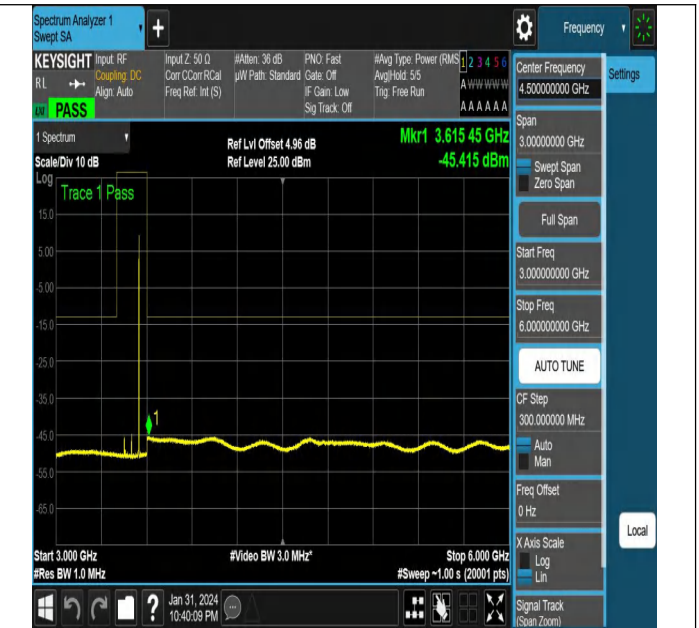 Spectrum Analyzer 1
Swept SA
+
Frequency
KEYSIGHT
RL
LXI
PASS
Input: RF
Coupling: DC
Align: Auto
Input Z: 50 Ω
Corr CCorr RCal
Freq Ref: Int (S)
#Atten: 36 dB
µW Path: Standard
PNO: Fast
Gate: Off
IF Gain: Low
Sig Track: Off
#Avg Type: Power (RMS
Avg|Hold: 5/5
Trig: Free Run
1 2 3 4 5 6
A W W W W W
A A A A A A
1 Spectrum
Scale/Div 10 dB
Log
Ref Lvl Offset 4.96 dB
Ref Level 25.00 dBm
Mkr1 3.615 45 GHz
-45.415 dBm
Trace 1 Pass
15.0
5.00
-5.00
-15.0
-25.0
-35.0
-45.0
-55.0
-65.0
1
Start 3.000 GHz
#Res BW 1.0 MHz
#Video BW 3.0 MHz*
Stop 6.000 GHz
#Sweep ~1.00 s (20001 pts)
?
Jan 31, 2024
10:40:09 PM
Center Frequency
4.500000000 GHz
Settings
Span
3.00000000 GHz
Swept Span
Zero Span
Full Span
Start Freq
3.000000000 GHz
Stop Freq
6.000000000 GHz
AUTO TUNE
CF Step
300.000000 MHz
Auto
Man
Freq Offset
0 Hz
X Axis Scale
Log
Lin
Signal Track
(Span Zoom)
Local